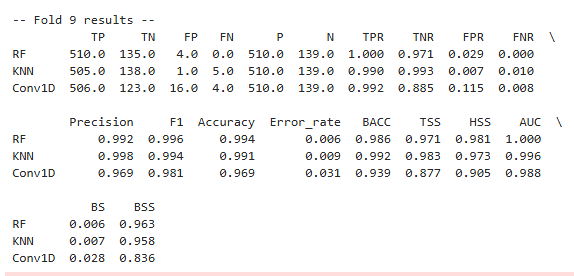 -- Fold 9 results --
TP TN FP FN P N TPR TNR FPR FNR \
RF 510.0 135.0 4.0 0.0 510.0 139.0 1.000 0.971 0.029 0.000
KNN 505.0 138.0 1.0 5.0 510.0 139.0 0.990 0.993 0.007 0.010
Conv1D 506.0 123.0 16.0 4.0 510.0 139.0 0.992 0.885 0.115 0.008
Precision F1 Accuracy Error_rate BACC TSS HSS AUC \
RF 0.992 0.996 0.994 0.006 0.986 0.971 0.981 1.000
KNN 0.998 0.994 0.991 0.009 0.992 0.983 0.973 0.996
Conv1D 0.969 0.981 0.969 0.031 0.939 0.877 0.905 0.988
BS BSS
RF 0.006 0.963
KNN 0.007 0.958
Conv1D 0.028 0.836